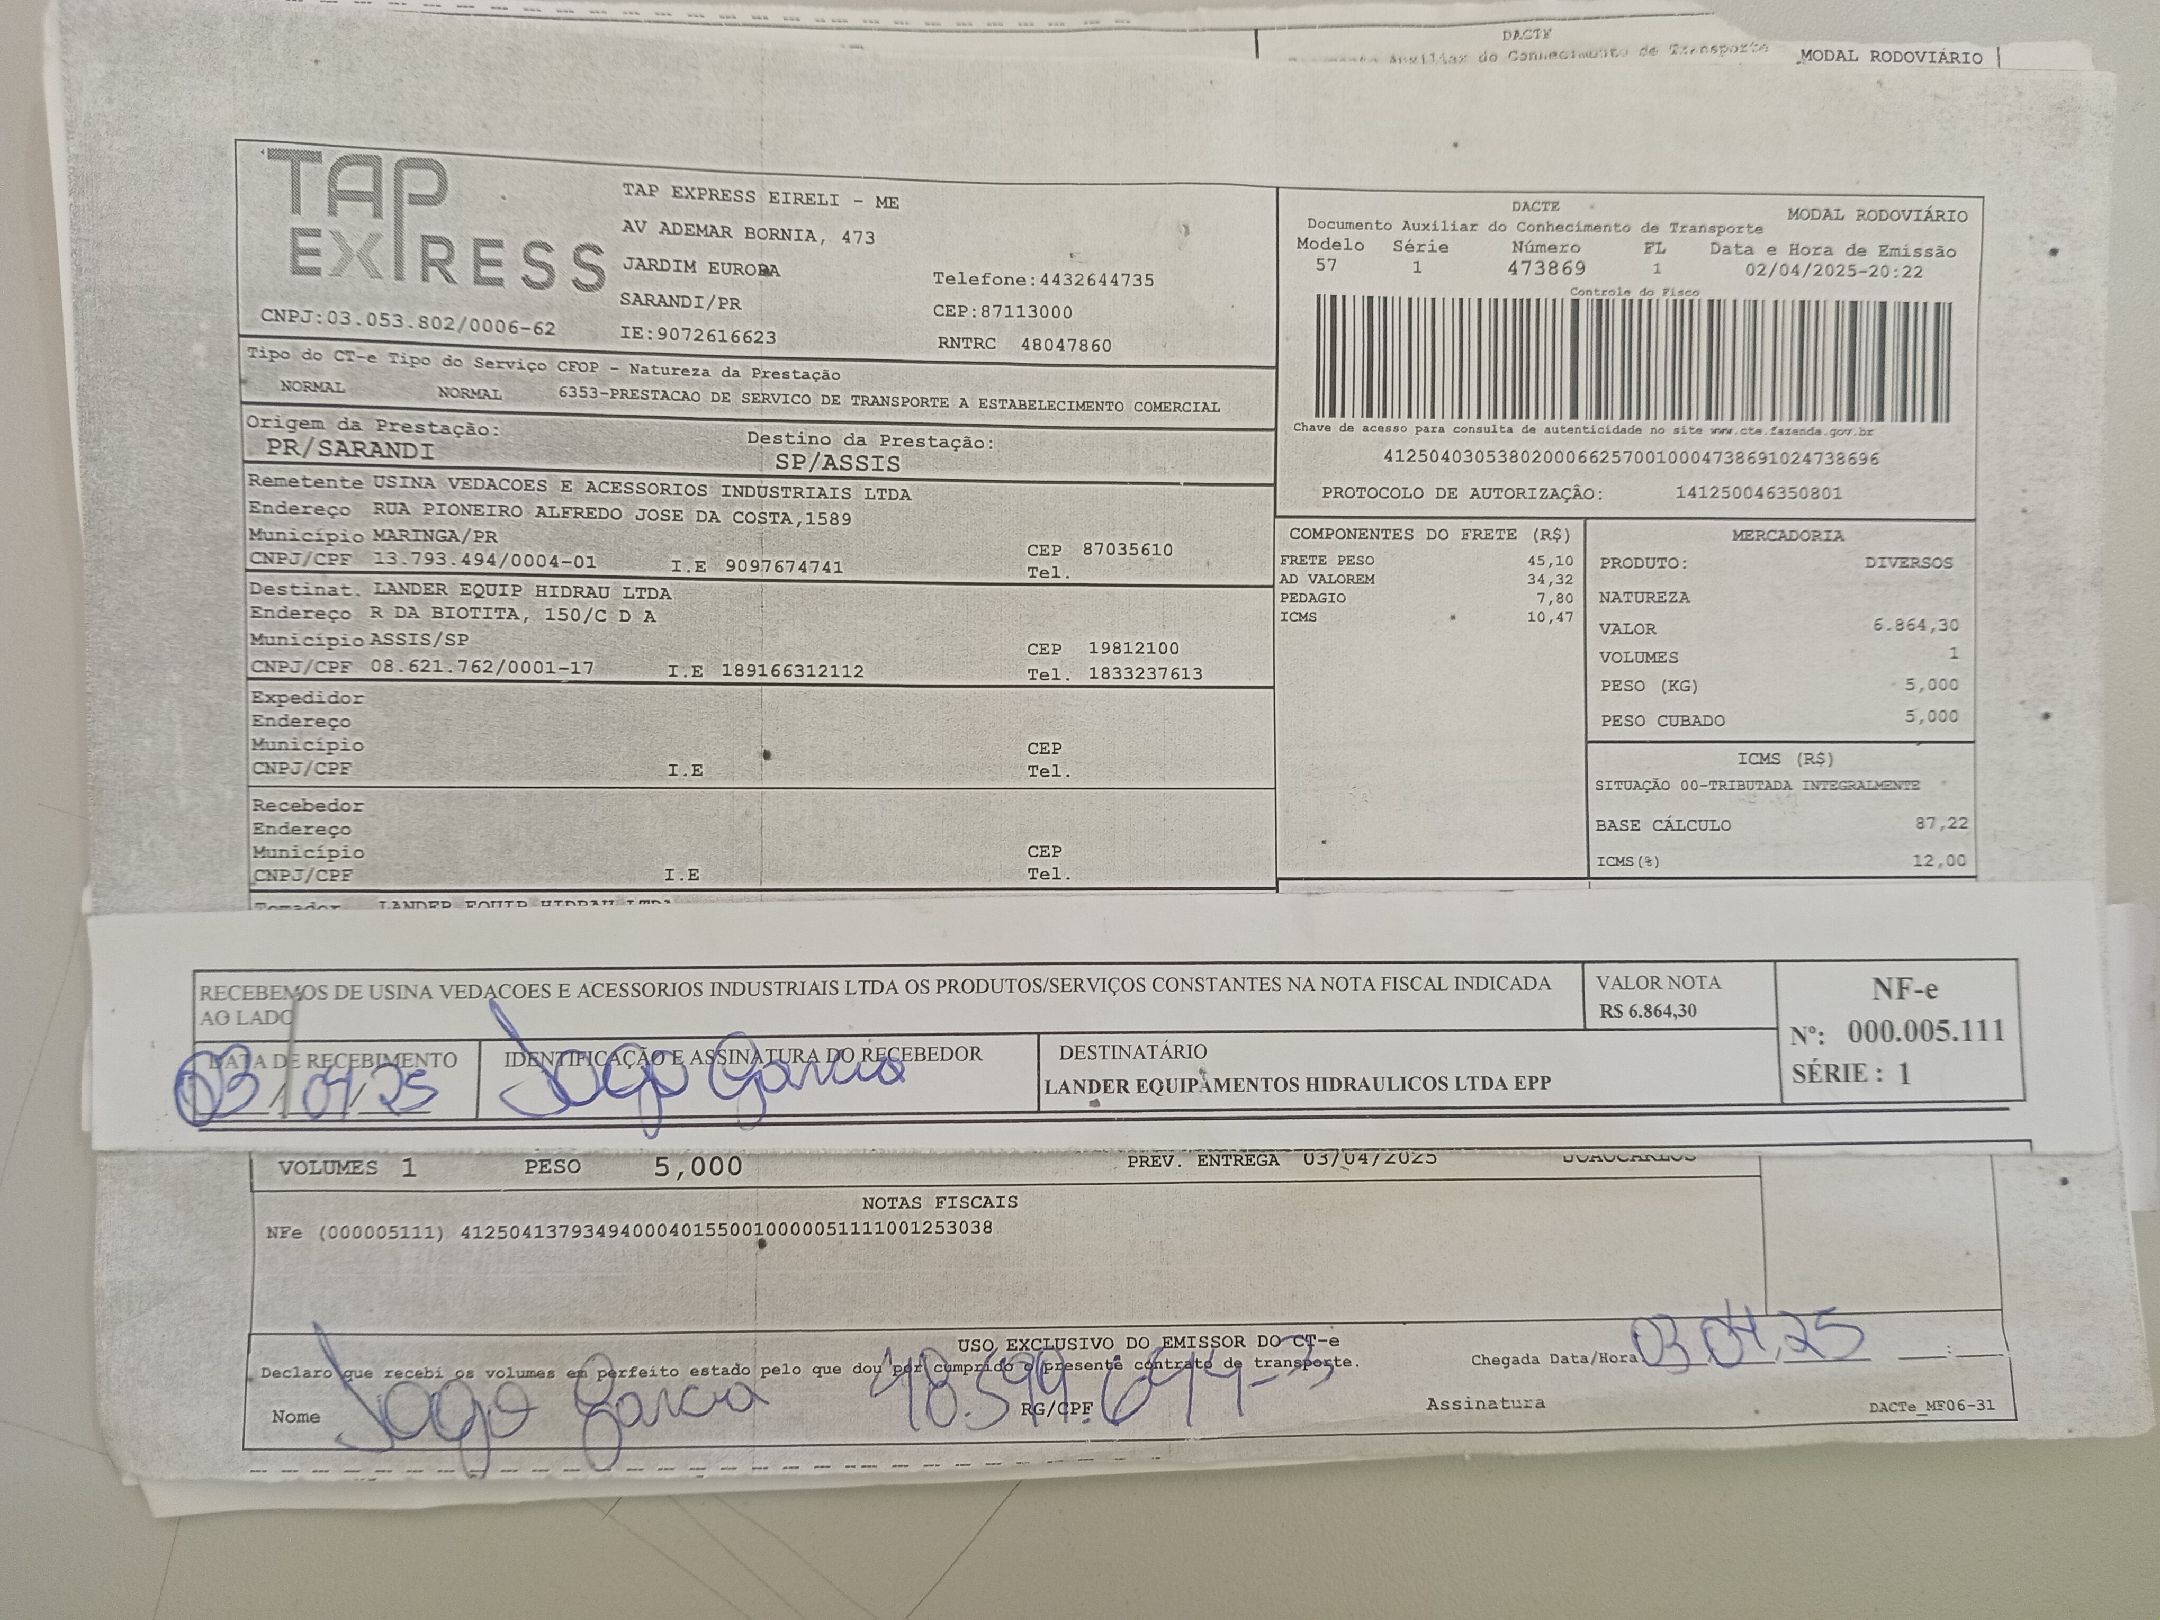 DACTE
Auxiliar do Conhecimento de Transporte MODAL RODOVIÁRIO
TAP EXPRESS
CNPJ:03.053.802/0006-62
TAP EXPRESS EIRELI - ME
AV ADEMAR BORNIA, 473
JARDIM EUROPA
SARANDI/PR
IE:9072616623
Telefone:4432644735
CEP:87113000
RNTRC 48047860
DACTE MODAL RODOVIÁRIO
Documento Auxiliar do Conhecimento de Transporte
Modelo Série Número FL Data e Hora de Emissão
57 1 473869 1 02/04/2025-20:22
Controle do Fisco
Chave de acesso para consulta de autenticidade no site www.cte.fazenda.gov.br
41250403053802000662570010004738691024738696
PROTOCOLO DE AUTORIZAÇÃO: 141250046350801
Tipo do CT-e Tipo do Serviço CFOP - Natureza da Prestação
NORMAL NORMAL 6353-PRESTACAO DE SERVICO DE TRANSPORTE A ESTABELECIMENTO COMERCIAL
Origem da Prestação: Destino da Prestação:
PR/SARANDI SP/ASSIS
Remetente USINA VEDACOES E ACESSORIOS INDUSTRIAIS LTDA
Endereço RUA PIONEIRO ALFREDO JOSE DA COSTA,1589
Município MARINGA/PR CEP 87035610
CNPJ/CPF 13.793.494/0004-01 I.E 9097674741 Tel.
Destinat. LANDER EQUIP HIDRAU LTDA
Endereço R DA BIOTITA, 150/C D A
Município ASSIS/SP CEP 19812100
CNPJ/CPF 08.621.762/0001-17 I.E 189166312112 Tel. 1833237613
Expedidor
Endereço
Município CEP
CNPJ/CPF I.E Tel.
Recebedor
Endereço
Município CEP
CNPJ/CPF I.E Tel.
Tomador LANDER EQUIP HIDRAU LTDA
COMPONENTES DO FRETE (R$)
FRETE PESO 45,10
AD VALOREM 34,32
PEDAGIO 7,80
ICMS 10,47
MERCADORIA
PRODUTO: DIVERSOS
NATUREZA
VALOR 6.864,30
VOLUMES 1
PESO (KG) 5,000
PESO CUBADO 5,000
ICMS (R$)
SITUAÇÃO 00-TRIBUTADA INTEGRALMENTE
BASE CÁLCULO 87,22
ICMS(%) 12,00
RECEBEMOS DE USINA VEDACOES E ACESSORIOS INDUSTRIAIS LTDA OS PRODUTOS/SERVIÇOS CONSTANTES NA NOTA FISCAL INDICADA
AO LADO
VALOR NOTA
R$ 6.864,30
NF-e
Nº: 000.005.111
SÉRIE : 1
DATA DE RECEBIMENTO
03/04/25
IDENTIFICAÇÃO E ASSINATURA DO RECEBEDOR
Iago Garcia
DESTINATÁRIO
LANDER EQUIPAMENTOS HIDRAULICOS LTDA EPP
VOLUMES 1 PESO 5,000 PREV. ENTREGA 03/04/2025 JOAOCARLOS
NOTAS FISCAIS
NFe (000005111) 41250413793494000401550010000051111001253038
USO EXCLUSIVO DO EMISSOR DO CT-e
Declaro que recebi os volumes em perfeito estado pelo que dou por cumprido o presente contrato de transporte.
Chegada Data/Hora 03 04, 25 :
Nome Iago Garcia RG/CPF Assinatura DACTe_MF06-31